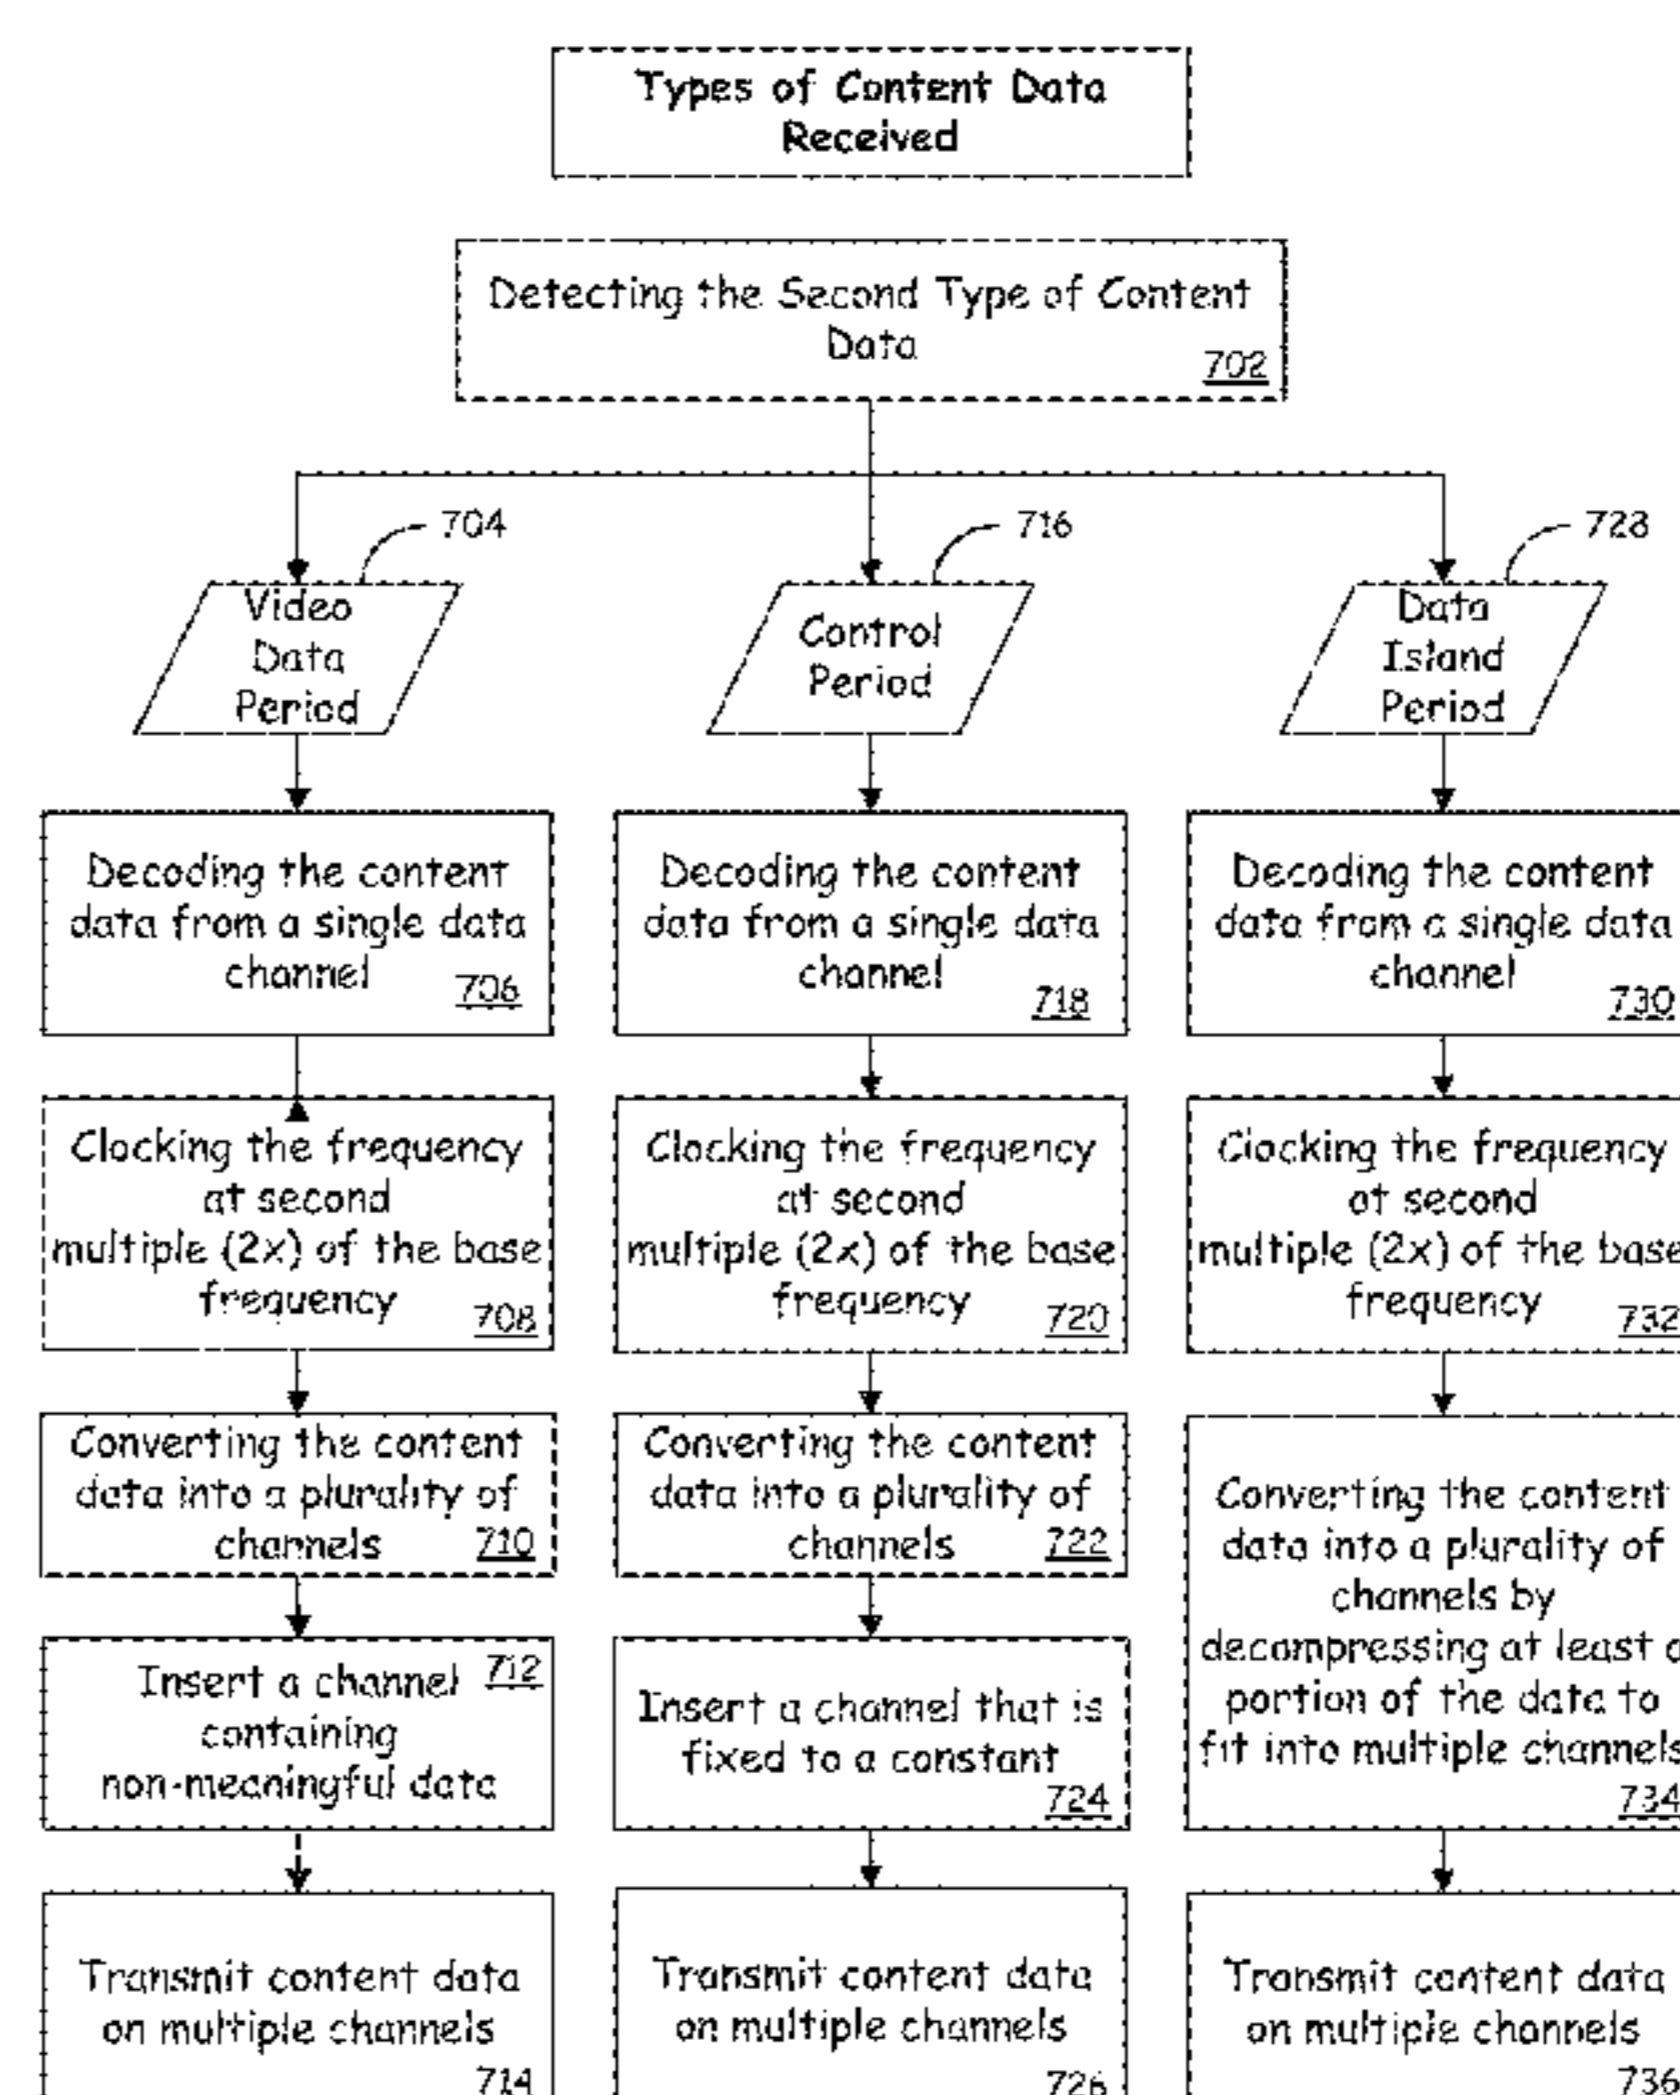 Types of Content Data
Received
Detecting the Second Type of Content
Data
702
704
716
728
Video
Data
Period
Control
Period
Data
Island
Period
Decoding the content
data from a single data
channel
706
Decoding the content
data from a single data
channel
718
Decoding the content
data from a single data
channel
730
Clocking the frequency
at second
multiple (2x) of the base
frequency
708
Clocking the frequency
at second
multiple (2x) of the base
frequency
720
Clocking the frequency
at second
multiple (2x) of the base
frequency
732
Converting the content
data into a plurality of
channels
710
Converting the content
data into a plurality of
channels
722
Converting the content
data into a plurality of
channels by
decompressing at least a
portion of the data to
fit into multiple channels
734
Insert a channel
712
containing
non-meaningful data
Insert a channel that is
fixed to a constant
724
Transmit content data
on multiple channels
714
Transmit content data
on multiple channels
726
Transmit content data
on multiple channels
736